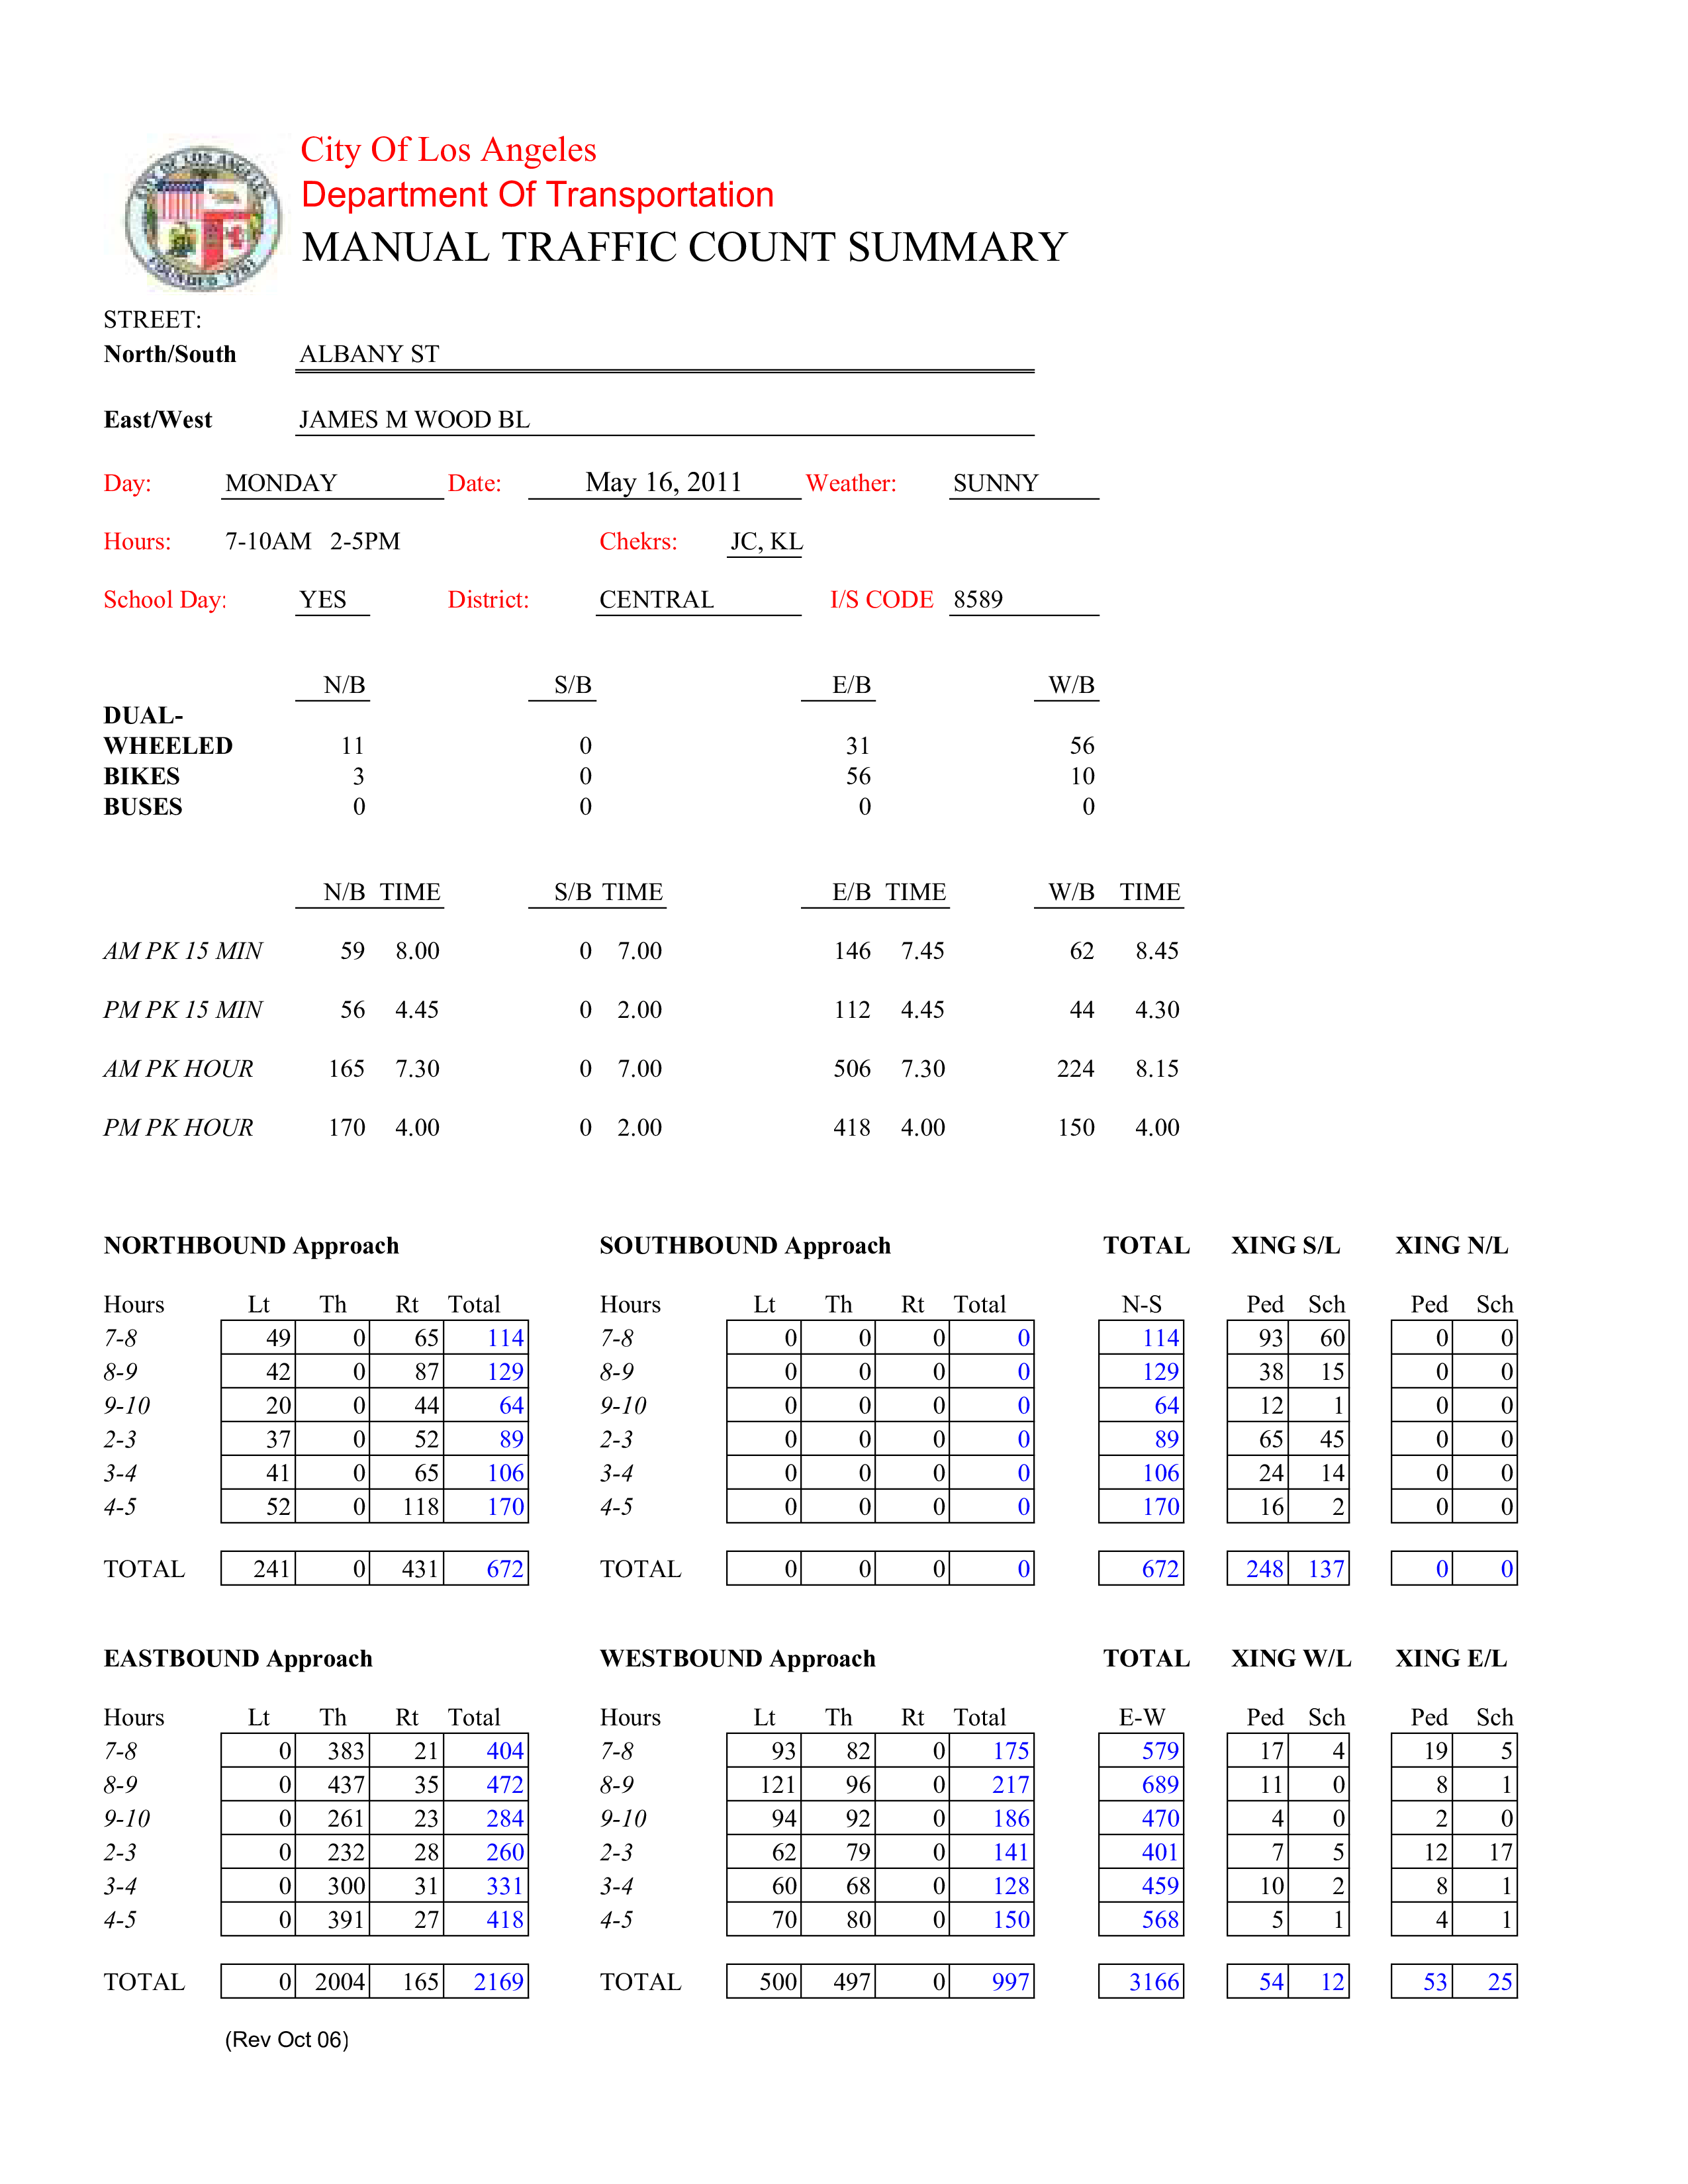 CITY OF LOS ANGELES
FOUNDED 1781
City Of Los Angeles
Department Of Transportation
MANUAL TRAFFIC COUNT SUMMARY
STREET:
North/South ALBANY ST
East/West JAMES M WOOD BL
Day: MONDAY Date: May 16, 2011 Weather: SUNNY
Hours: 7-10AM 2-5PM Chekrs: JC, KL
School Day: YES District: CENTRAL I/S CODE 8589
N/B S/B E/B W/B
DUAL-
WHEELED 11 0 31 56
BIKES 3 0 56 10
BUSES 0 0 0 0
N/B TIME S/B TIME E/B TIME W/B TIME
AM PK 15 MIN 59 8.00 0 7.00 146 7.45 62 8.45
PM PK 15 MIN 56 4.45 0 2.00 112 4.45 44 4.30
AM PK HOUR 165 7.30 0 7.00 506 7.30 224 8.15
PM PK HOUR 170 4.00 0 2.00 418 4.00 150 4.00
NORTHBOUND Approach SOUTHBOUND Approach TOTAL XING S/L XING N/L
Hours Lt Th Rt Total Hours Lt Th Rt Total N-S Ped Sch Ped Sch
7-8 49 0 65 114 7-8 0 0 0 0 114 93 60 0 0
8-9 42 0 87 129 8-9 0 0 0 0 129 38 15 0 0
9-10 20 0 44 64 9-10 0 0 0 0 64 12 1 0 0
2-3 37 0 52 89 2-3 0 0 0 0 89 65 45 0 0
3-4 41 0 65 106 3-4 0 0 0 0 106 24 14 0 0
4-5 52 0 118 170 4-5 0 0 0 0 170 16 2 0 0
TOTAL 241 0 431 672 TOTAL 0 0 0 0 672 248 137 0 0
EASTBOUND Approach WESTBOUND Approach TOTAL XING W/L XING E/L
Hours Lt Th Rt Total Hours Lt Th Rt Total E-W Ped Sch Ped Sch
7-8 0 383 21 404 7-8 93 82 0 175 579 17 4 19 5
8-9 0 437 35 472 8-9 121 96 0 217 689 11 0 8 1
9-10 0 261 23 284 9-10 94 92 0 186 470 4 0 2 0
2-3 0 232 28 260 2-3 62 79 0 141 401 7 5 12 17
3-4 0 300 31 331 3-4 60 68 0 128 459 10 2 8 1
4-5 0 391 27 418 4-5 70 80 0 150 568 5 1 4 1
TOTAL 0 2004 165 2169 TOTAL 500 497 0 997 3166 54 12 53 25
(Rev Oct 06)